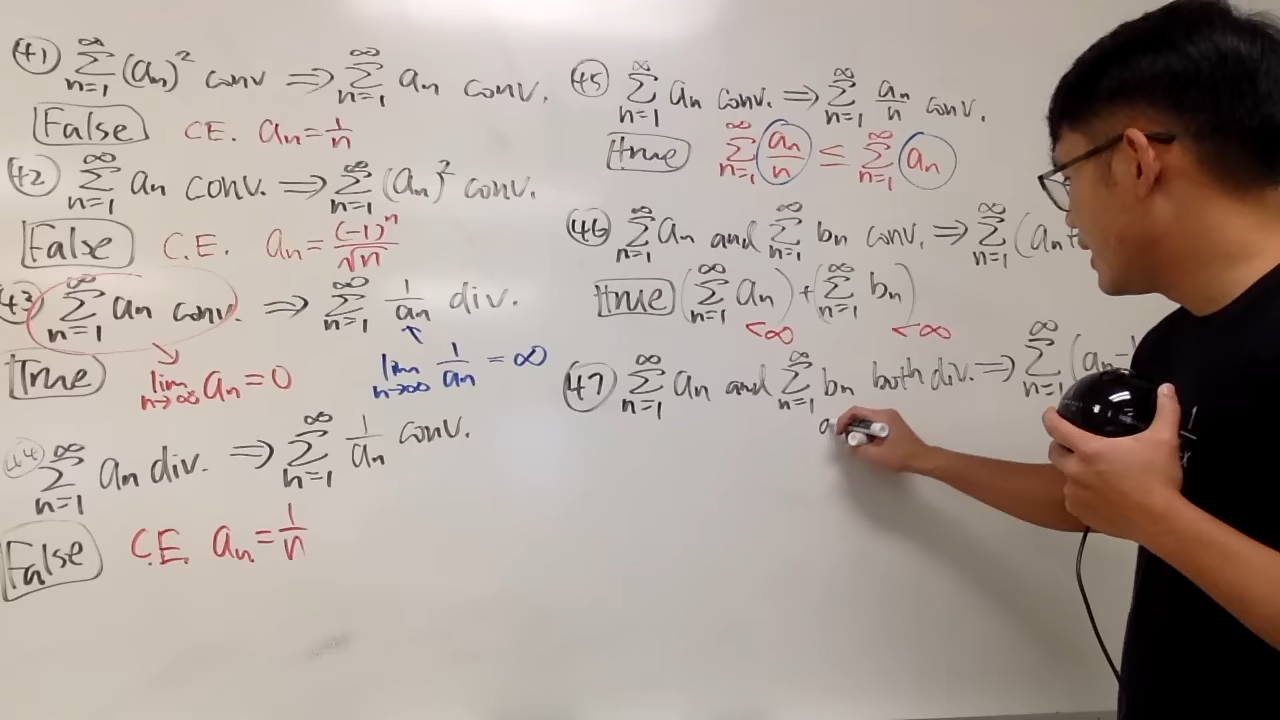 (41) ∞∑n=1 (an)² conv ⟹ ∞∑n=1 an conv.
False C.E. an = 1/n
(42) ∞∑n=1 an conv. ⟹ ∞∑n=1 (an)² conv.
False C.E. an = (-1)^n/√n
(43) ∞∑n=1 an conv. ⟹ ∞∑n=1 1/an div.
True lim n→∞ an = 0 lim n→∞ 1/an = ∞
(44) ∞∑n=1 an div. ⟹ ∞∑n=1 1/an conv.
False C.E. an = 1/n
(45) ∞∑n=1 an conv. ⟹ ∞∑n=1 an/n conv.
true ∞∑n=1 an/n ≤ ∞∑n=1 an
(46) ∞∑n=1 an and ∞∑n=1 bn conv. ⟹ ∞∑n=1 (an+
true (∞∑n=1 an) + (∞∑n=1 bn)
<∞ <∞
(47) ∞∑n=1 an and ∞∑n=1 bn both div. ⟹ ∞∑n=1 (an